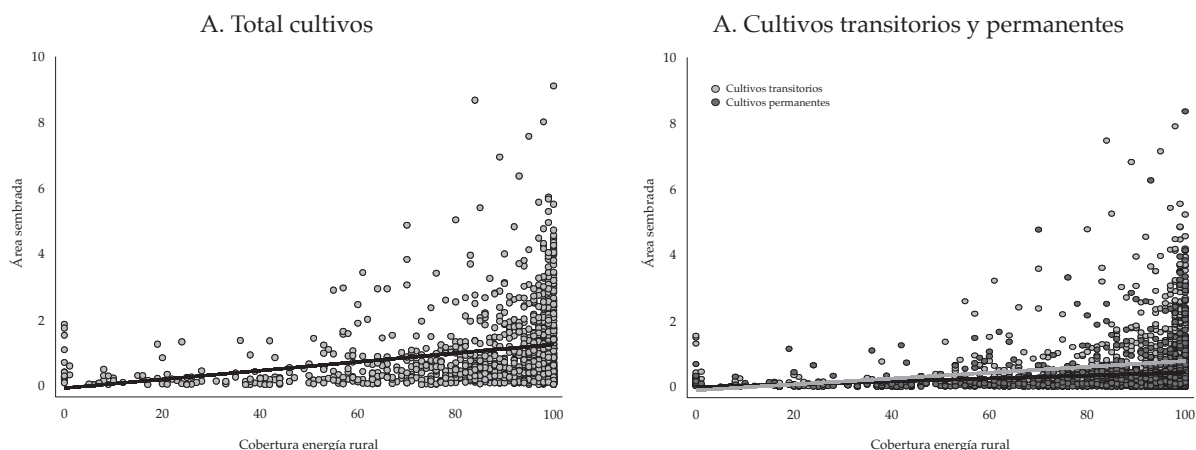 A. Total cultivos
10
8
6
4
2
0
Área sembrada
0 20 40 60 80 100
Cobertura energía rural
A. Cultivos transitorios y permanentes
10
8
6
4
2
0
Área sembrada
Cultivos transitorios
Cultivos permanentes
0 20 40 60 80 100
Cobertura energía rural